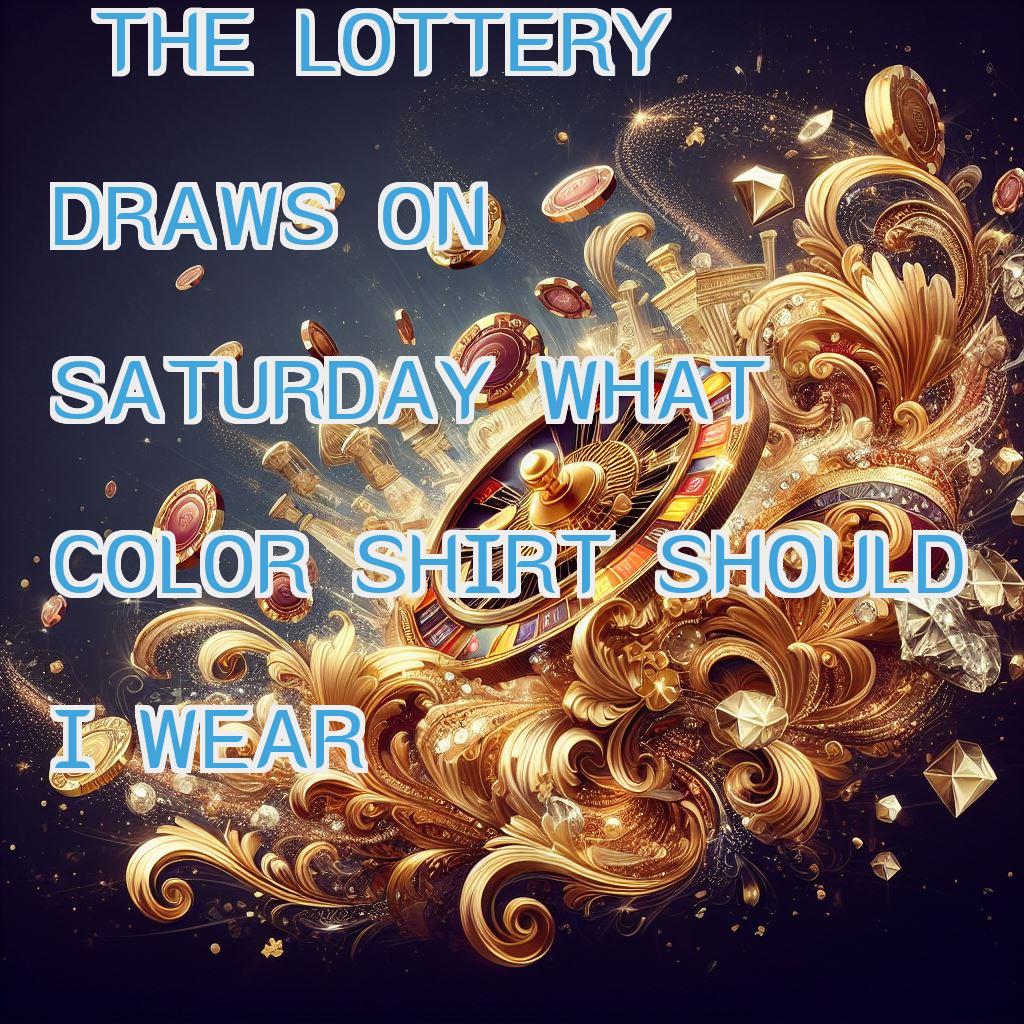 THE LOTTERY
DRAWS ON
SATURDAY WHAT
COLOR SHIRT SHOULD
I WEAR